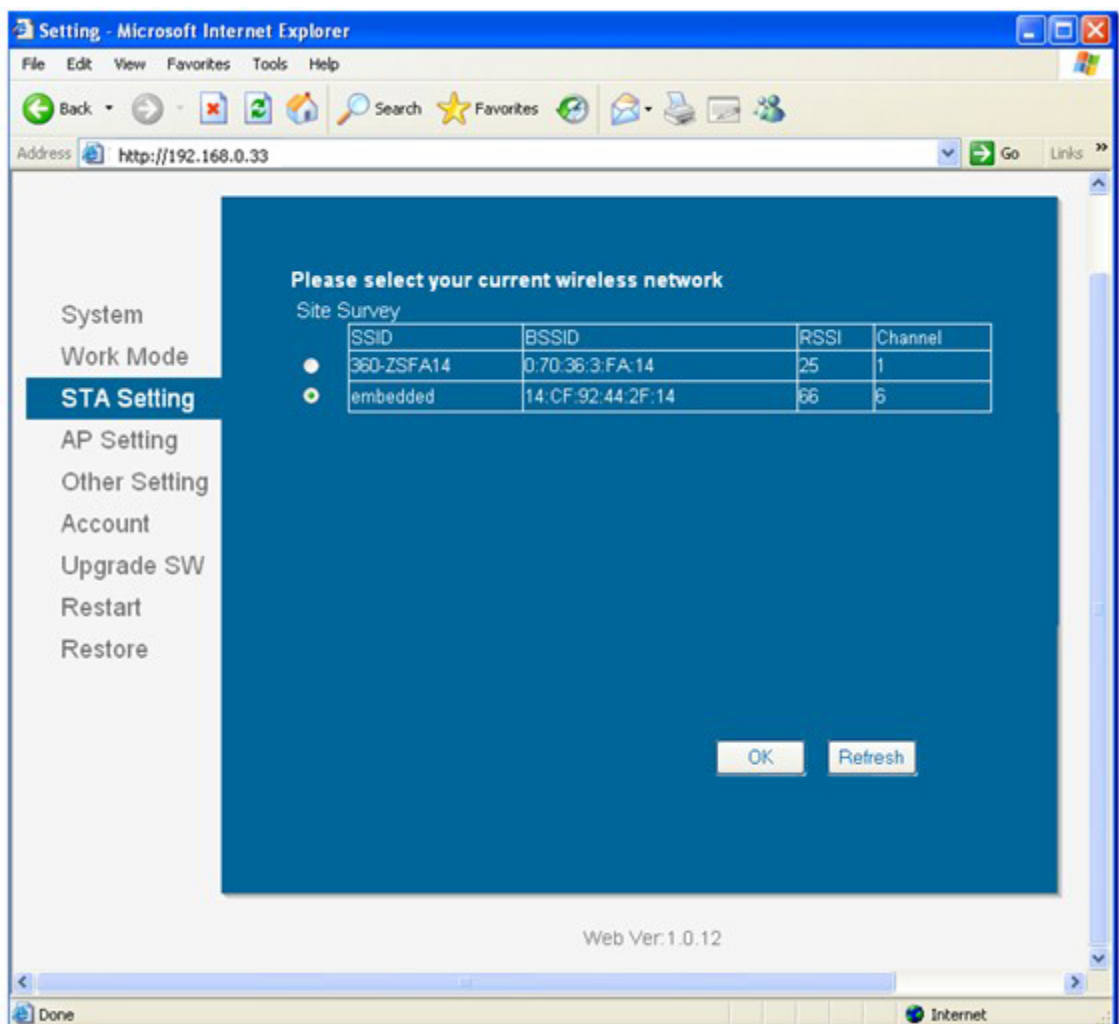 Setting - Microsoft Internet Explorer
File Edit View Favorites Tools Help
Back Search Favorites
Address http://192.168.0.33 Go Links »
System
Work Mode
STA Setting
AP Setting
Other Setting
Account
Upgrade SW
Restart
Restore
Please select your current wireless network
Site Survey
SSID BSSID RSSI Channel
360-ZSFA14 0:70:36:3:FA:14 25 1
embedded 14:CF:92:44:2F:14 66 6
OK Refresh
Web Ver:1.0.12
Done Internet